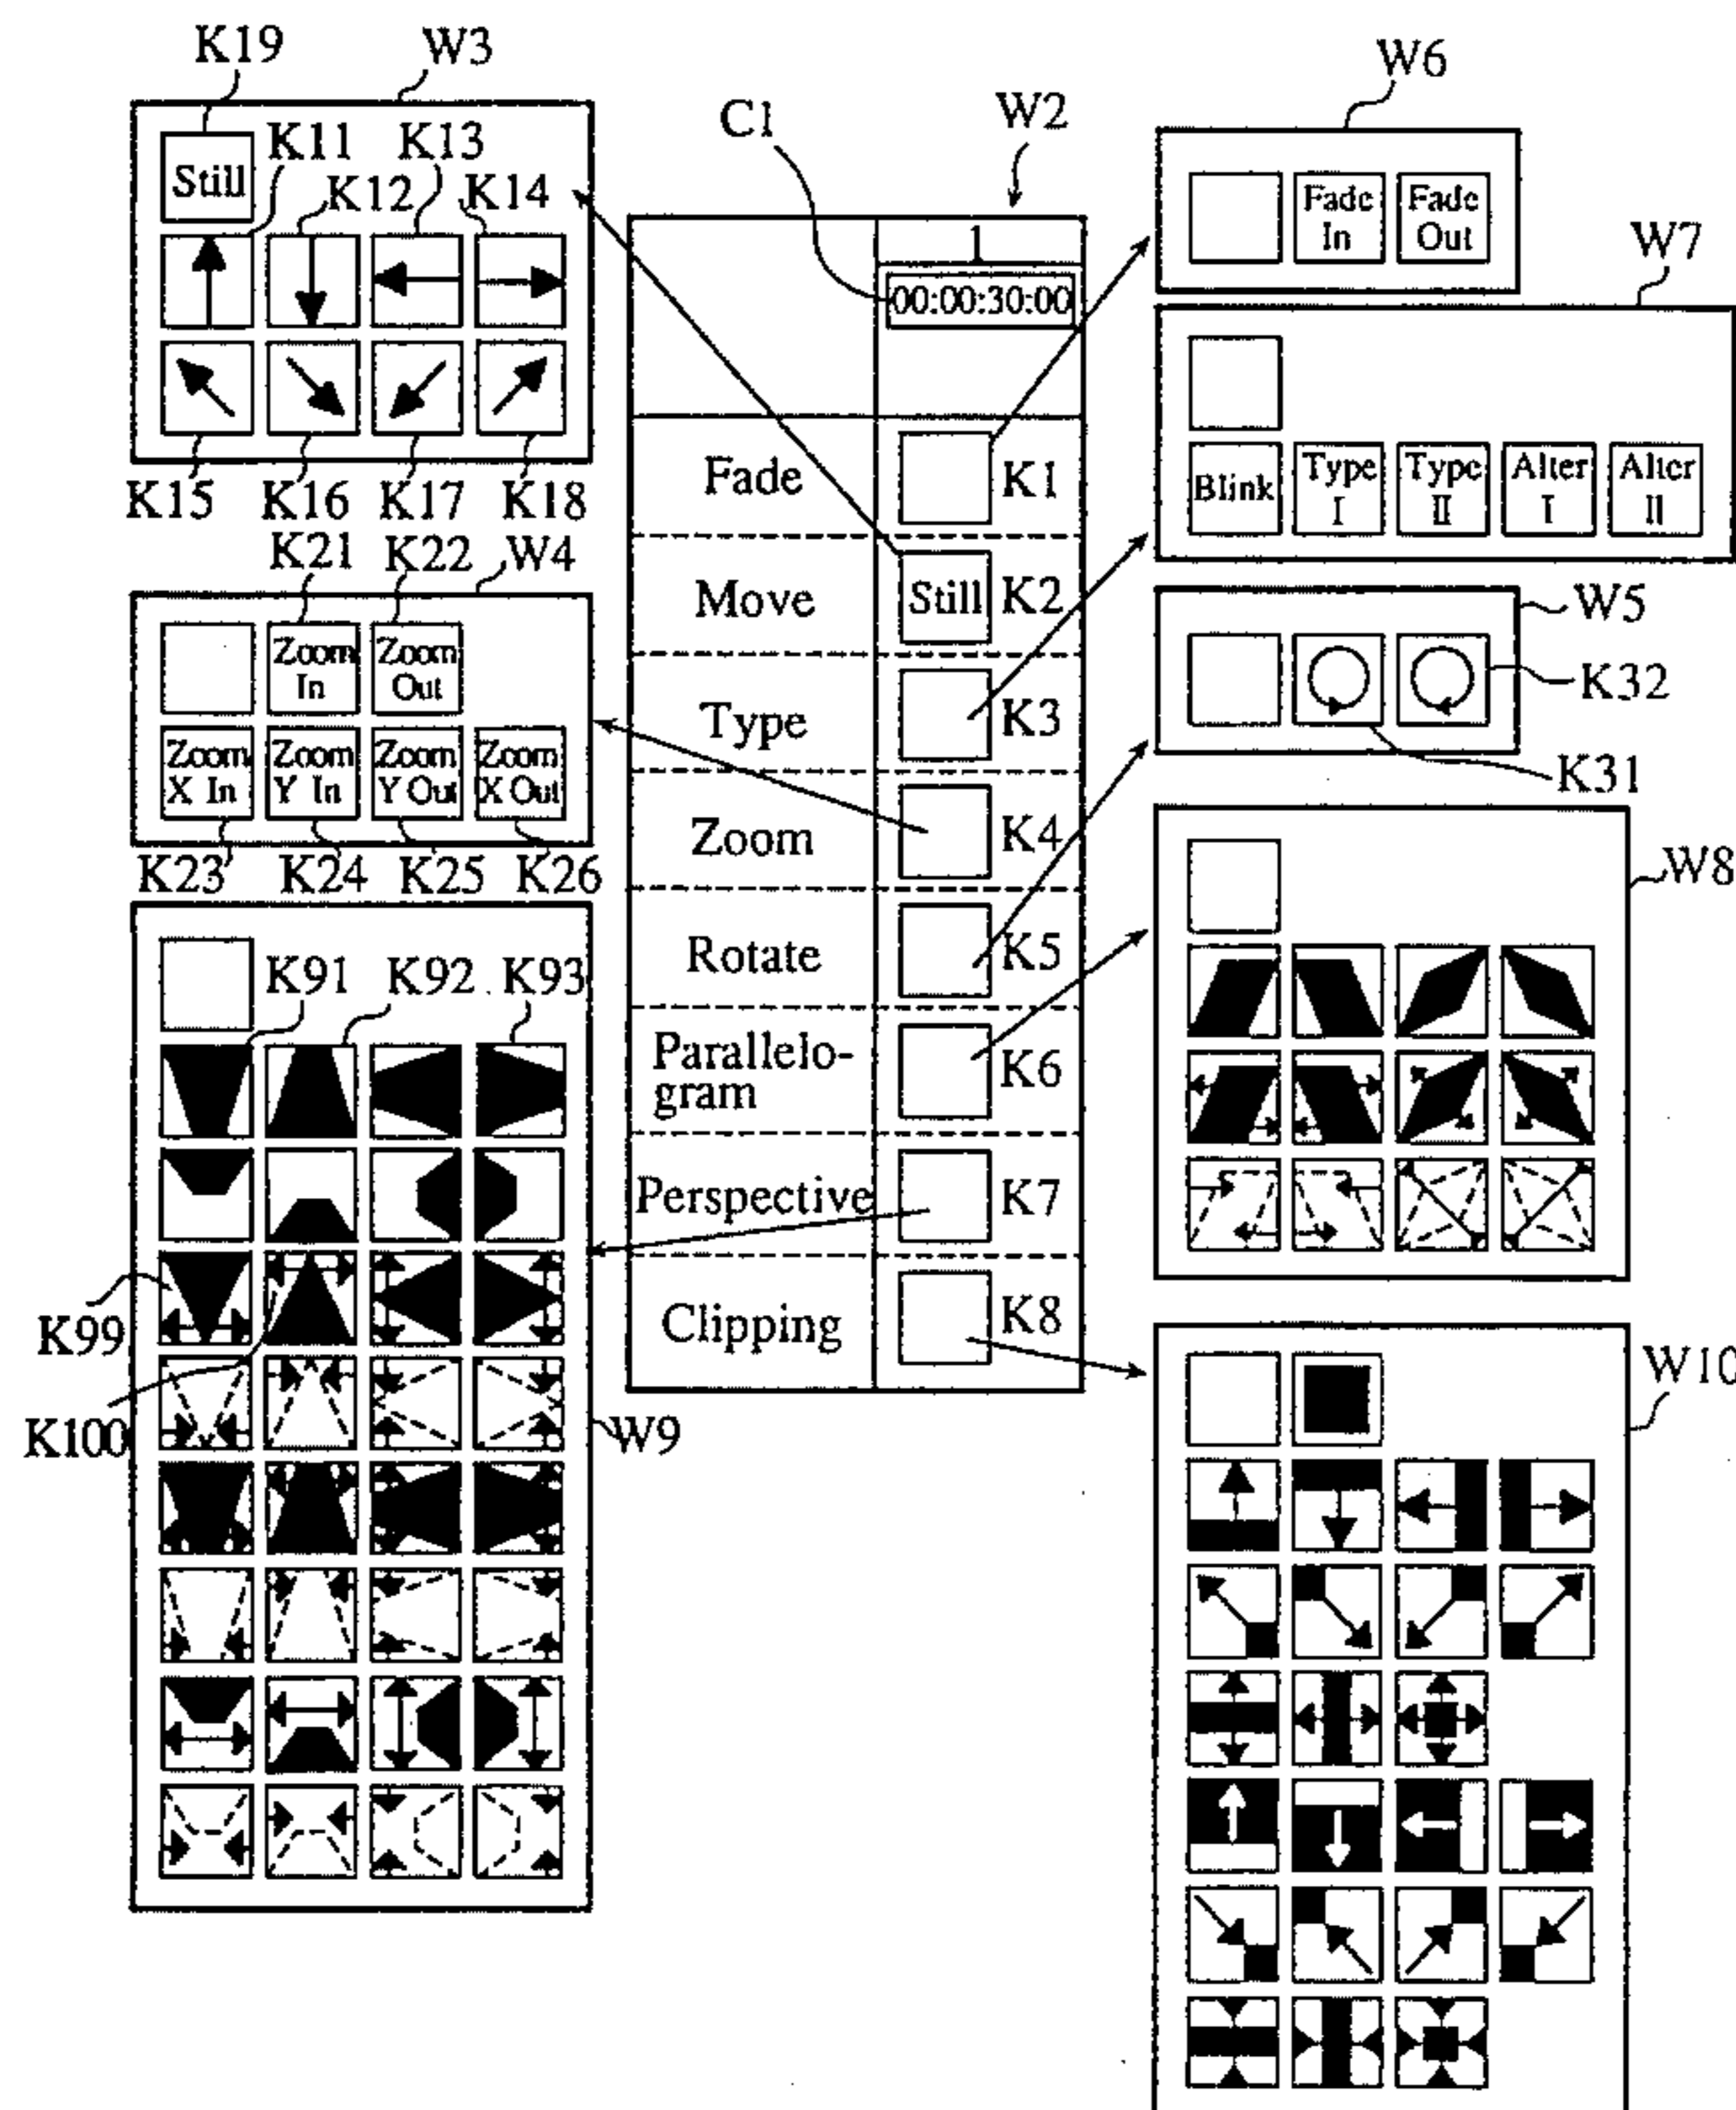 K19
W3
Still
K11
K13
K12
K14
K15
K16
K17
K18
K21
K22
W4
Zoom
In
Zoom
Out
Zoom
X In
Zoom
Y In
Zoom
Y Out
Zoom
X Out
K23
K24
K25
K26
K91
K92
K93
K99
K100
W9
C1
W2
1
00:00:30:00
Fade
K1
Move
Still
K2
Type
K3
Zoom
K4
Rotate
K5
Parallelo-
gram
K6
Perspective
K7
Clipping
K8
W6
Fade
In
Fade
Out
W7
Blink
Type
I
Type
II
Alter
I
Alter
II
W5
K32
K31
W8
W10